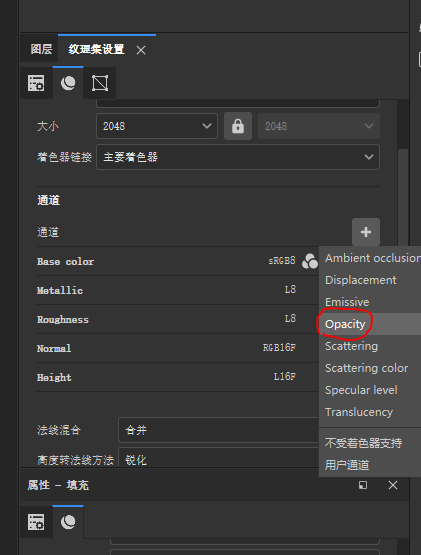 图层 纹理集设置
大小 2048 2048
着色器链接 主要着色器
通道
通道
Base color sRGB8
Metallic L8
Roughness L8
Normal RGB16F
Height L16F
Ambient occlusion
Displacement
Emissive
Opacity
Scattering
Scattering color
Specular level
Translucency
不受着色器支持
用户通道
法线混合 合并
高度转法线方法 锐化
属性 - 填充